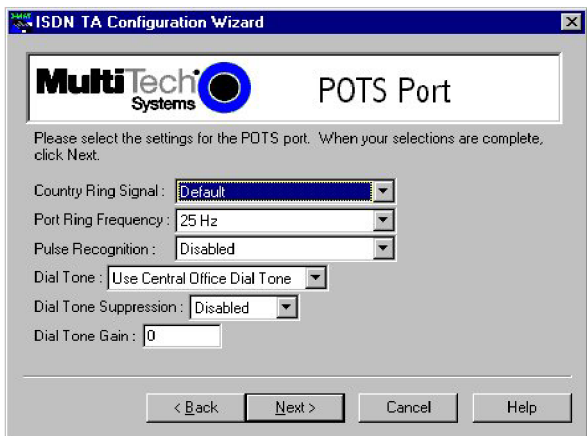 ISDN TA Configuration Wizard
MultiTech
Systems
POTS Port
Please select the settings for the POTS port. When your selections are complete,
click Next.
Country Ring Signal : Default
Port Ring Frequency : 25 Hz
Pulse Recognition : Disabled
Dial Tone : Use Central Office Dial Tone
Dial Tone Suppression : Disabled
Dial Tone Gain : 0
< Back Next > Cancel Help